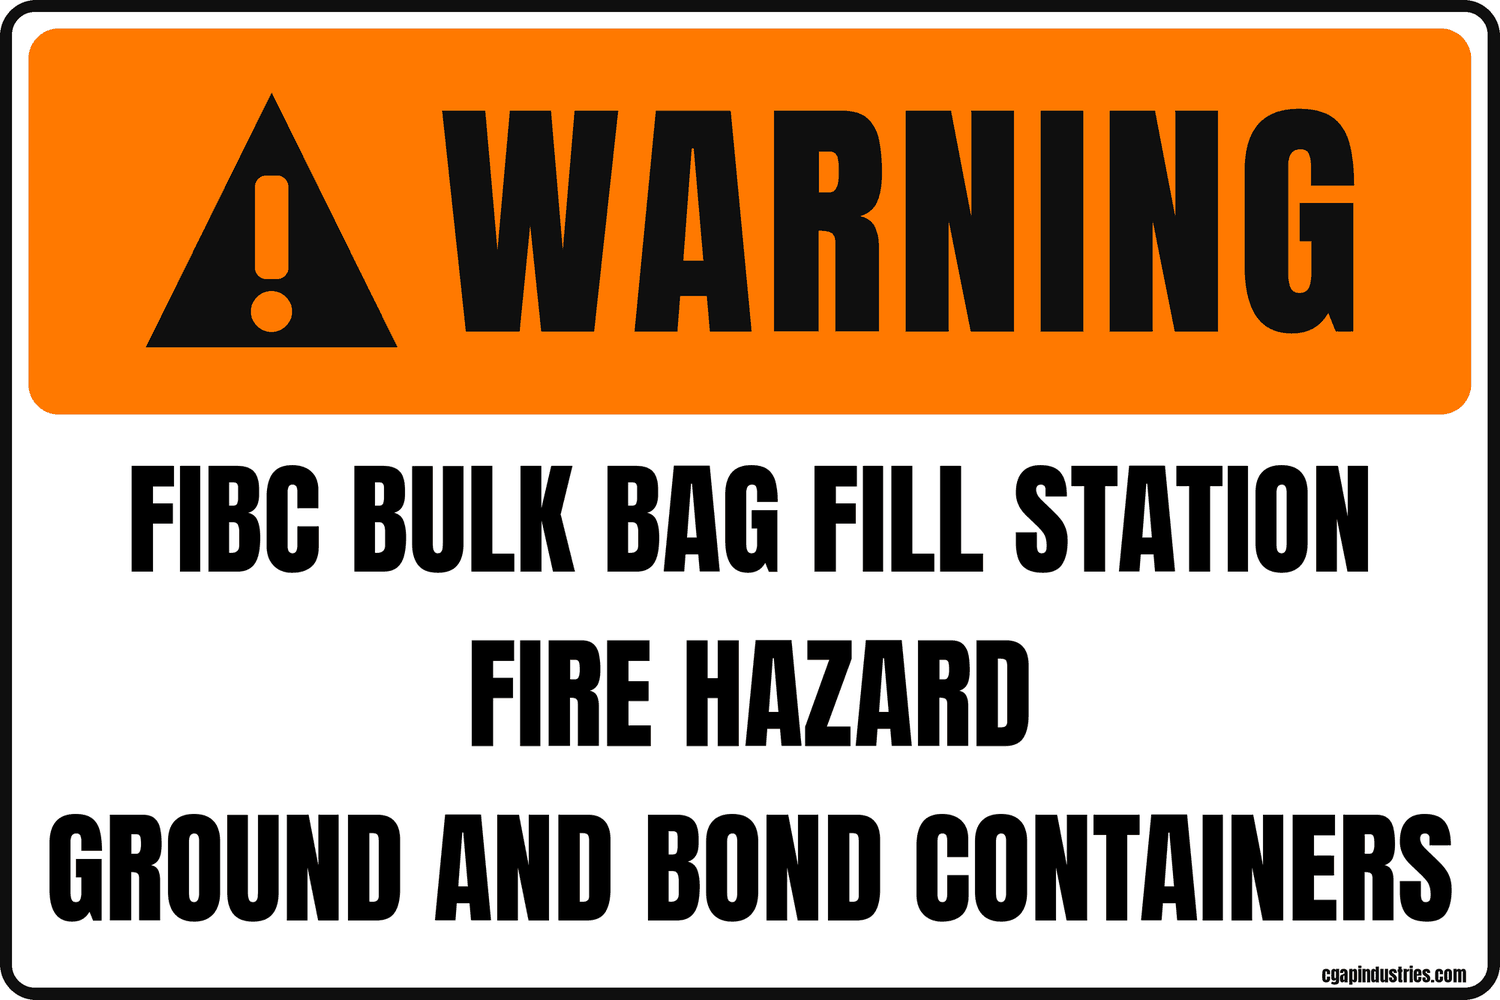 WARNING
FIBC BULK BAG FILL STATION
FIRE HAZARD
GROUND AND BOND CONTAINERS
cgapindustries.com